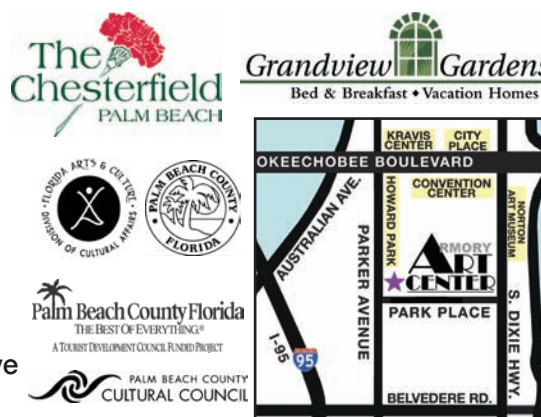 The
Chesterfield
PALM BEACH
Grandview Gardens
Bed & Breakfast • Vacation Homes
• FLORIDA ARTS & CULTURE •
DIVISION OF CULTURAL AFFAIRS
• PALM BEACH COUNTY •
FLORIDA
Palm Beach County Florida
THE BEST OF EVERYTHING.®
A TOURIST DEVELOPMENT COUNCIL FUNDED PROJECT
ve
PALM BEACH COUNTY
CULTURAL COUNCIL
KRAVIS
CENTER
CITY
PLACE
OKEECHOBEE BOULEVARD
AUSTRALIAN AVE.
PARKER AVENUE
HOWARD PARK
CONVENTION
CENTER
NORTON
ART MUSEUM
ARMORY
ART
CENTER
PARK PLACE
S. DIXIE HWY.
I-95
95
BELVEDERE RD.